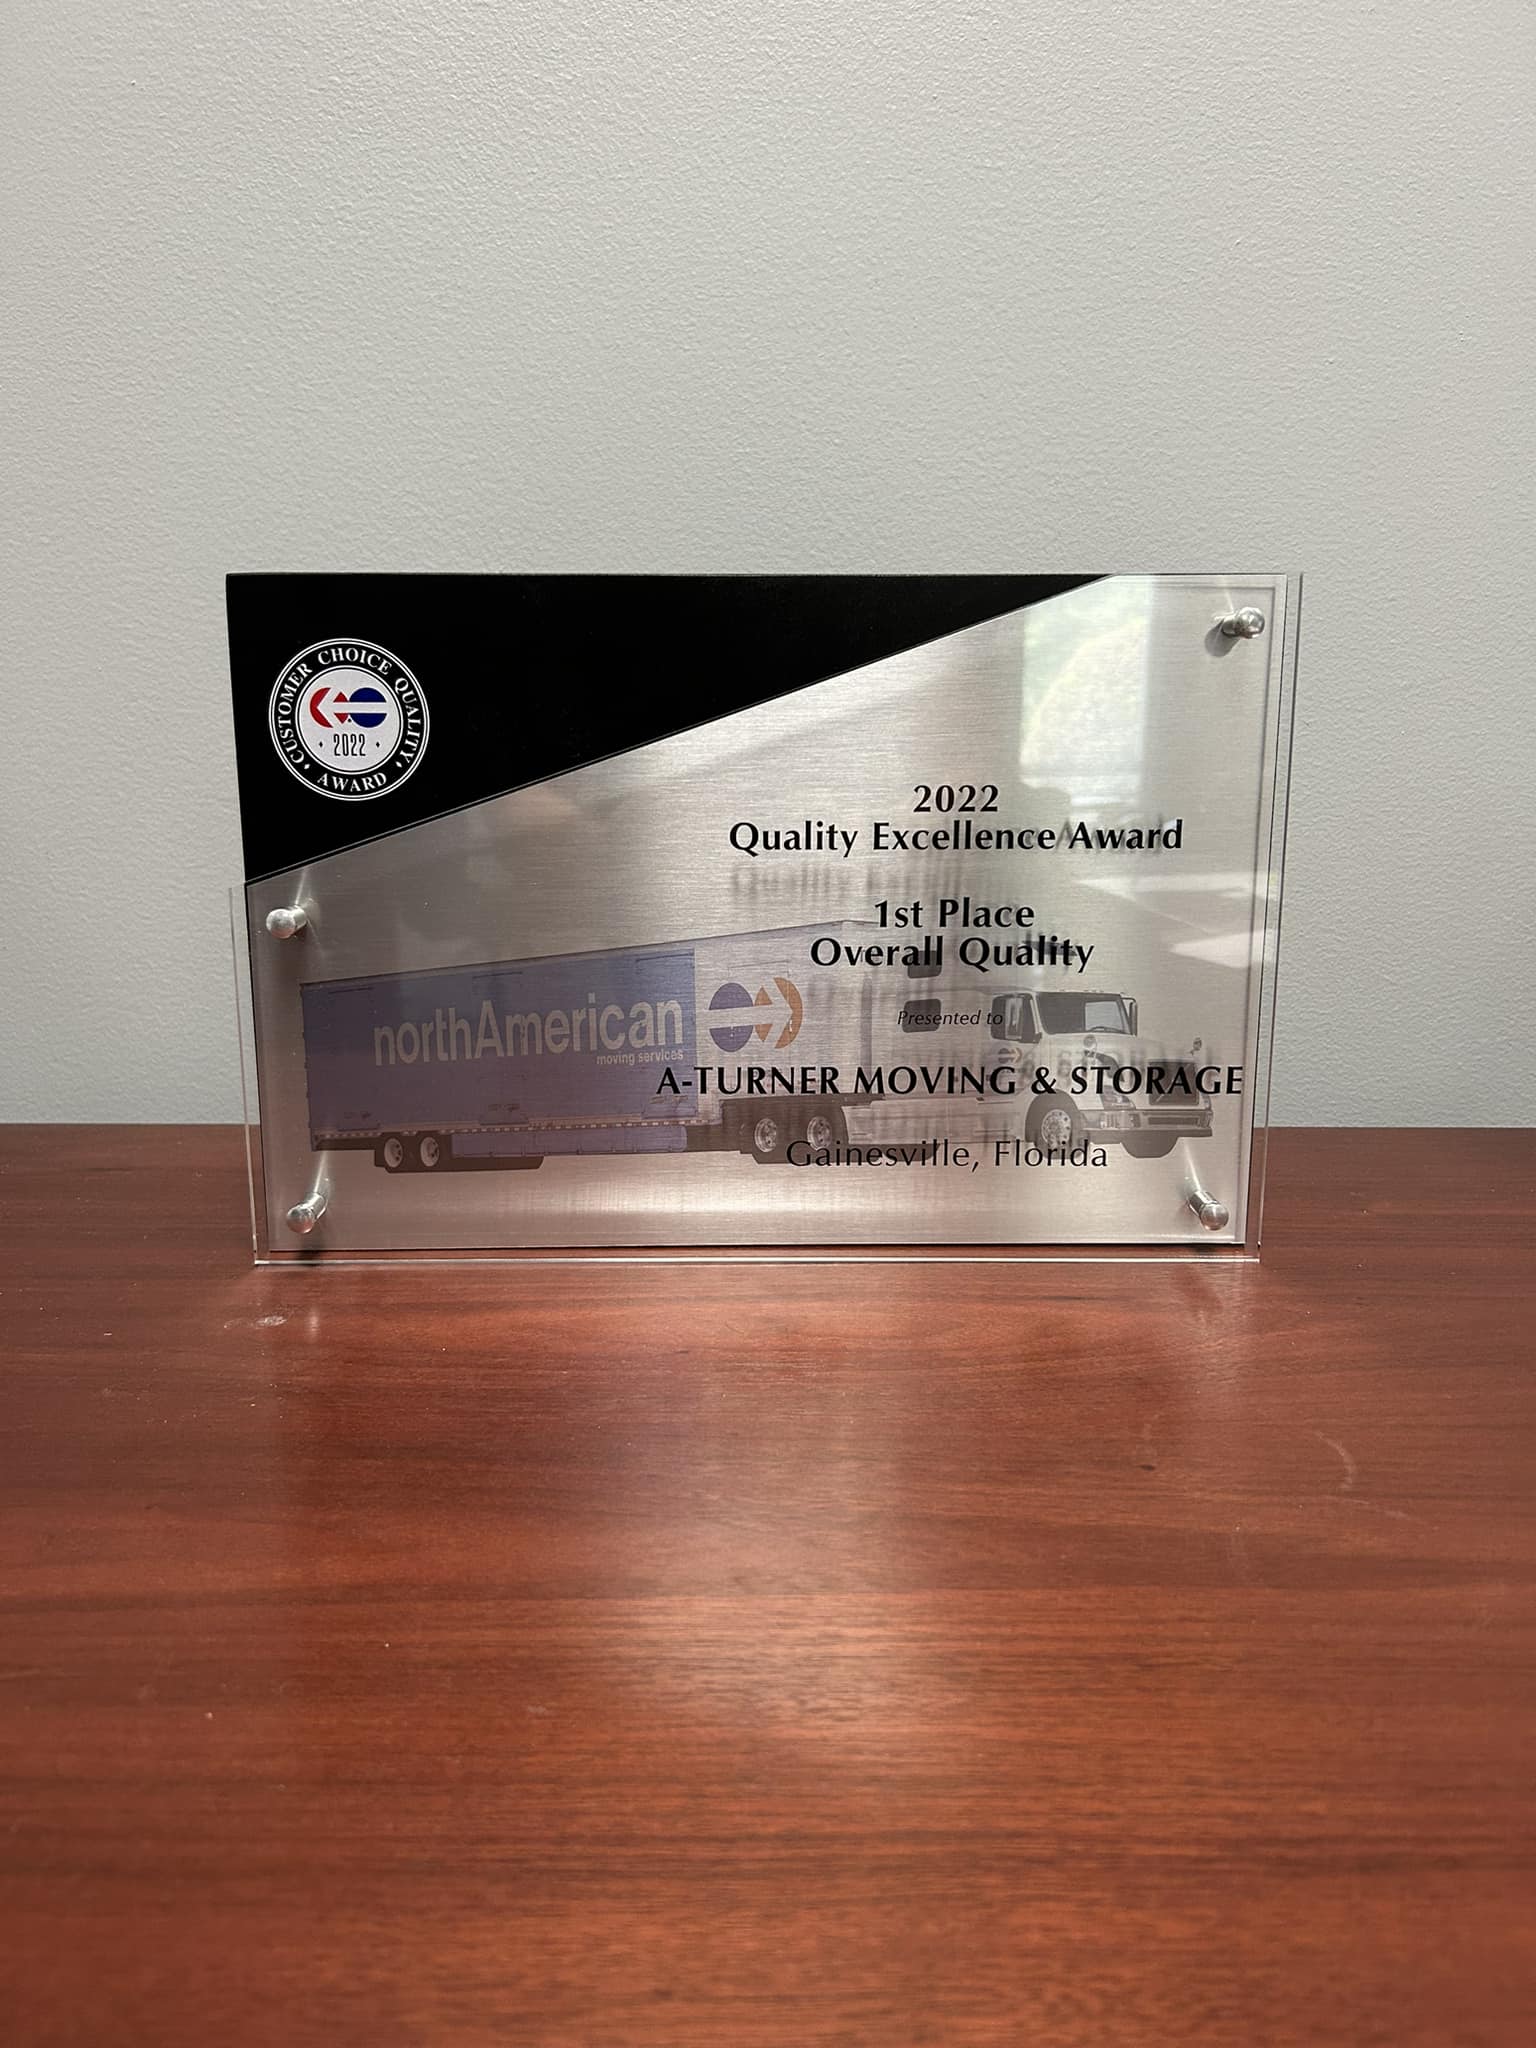 CUSTOMER CHOICE QUALITY
2022
AWARD
2022
Quality Excellence Award
1st Place
Overall Quality
northAmerican
moving services
Presented to
A-TURNER MOVING & STORAGE
Gainesville, Florida